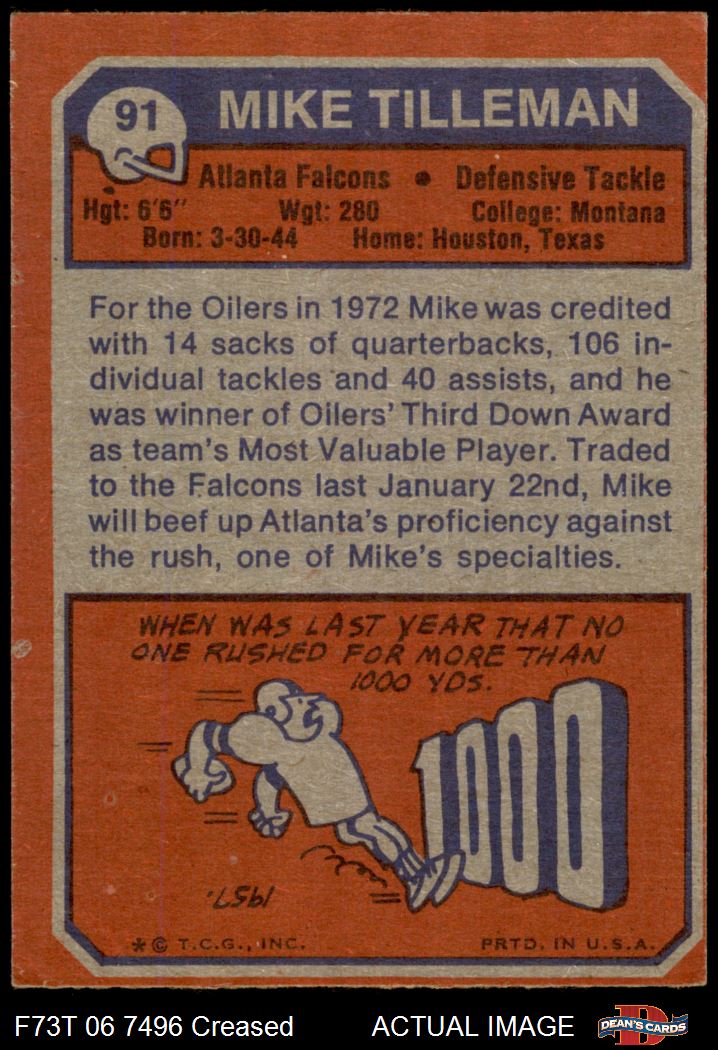 91
MIKE TILLEMAN
Atlanta Falcons • Defensive Tackle
Hgt: 6'6" Wgt: 280 College: Montana
Born: 3-30-44 Home: Houston, Texas
For the Oilers in 1972 Mike was credited
with 14 sacks of quarterbacks, 106 in-
dividual tackles and 40 assists, and he
was winner of Oilers' Third Down Award
as team's Most Valuable Player. Traded
to the Falcons last January 22nd, Mike
will beef up Atlanta's proficiency against
the rush, one of Mike's specialties.
WHEN WAS LAST YEAR THAT NO
ONE RUSHED FOR MORE THAN
1000 YDS.
1000
1957.
* © T.C.G., INC. PRTD. IN U.S.A.
F73T 06 7496 Creased ACTUAL IMAGE
D
DEAN'S CARDS